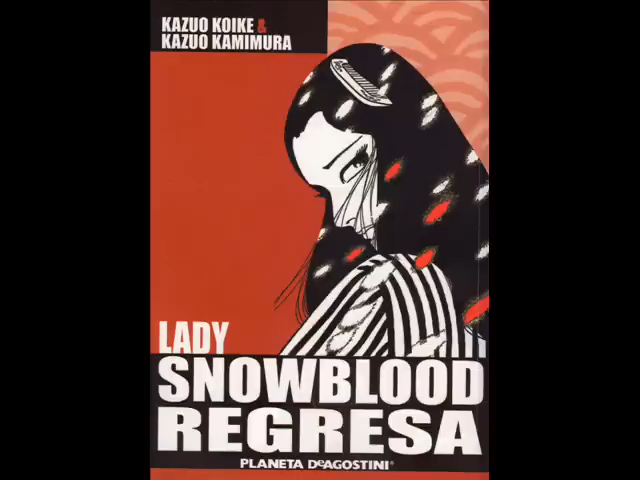 KAZUO KOIKE &
KAZUO KAMIMURA
LADY
SNOWBLOOD
REGRESA
PLANETA DeAGOSTINI®